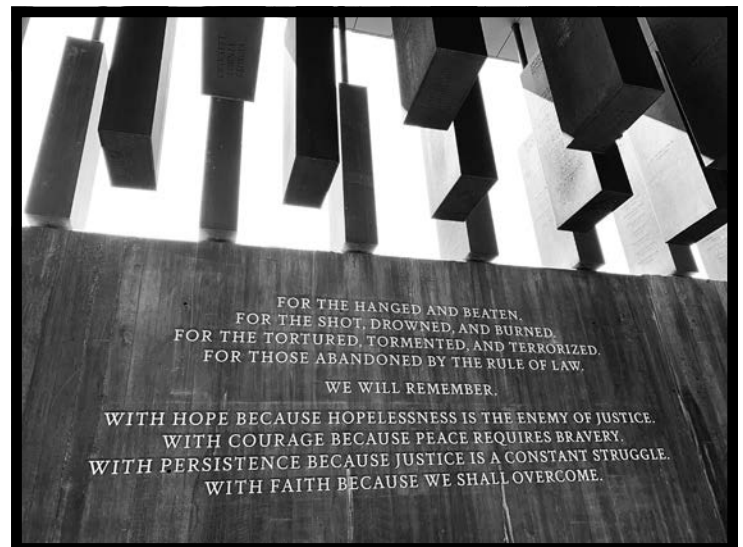 FOR THE HANGED AND BEATEN.
FOR THE SHOT, DROWNED, AND BURNED.
FOR THE TORTURED, TORMENTED, AND TERRORIZED.
FOR THOSE ABANDONED BY THE RULE OF LAW.
WE WILL REMEMBER.
WITH HOPE BECAUSE HOPELESSNESS IS THE ENEMY OF JUSTICE.
WITH COURAGE BECAUSE PEACE REQUIRES BRAVERY.
WITH PERSISTENCE BECAUSE JUSTICE IS A CONSTANT STRUGGLE.
WITH FAITH BECAUSE WE SHALL OVERCOME.